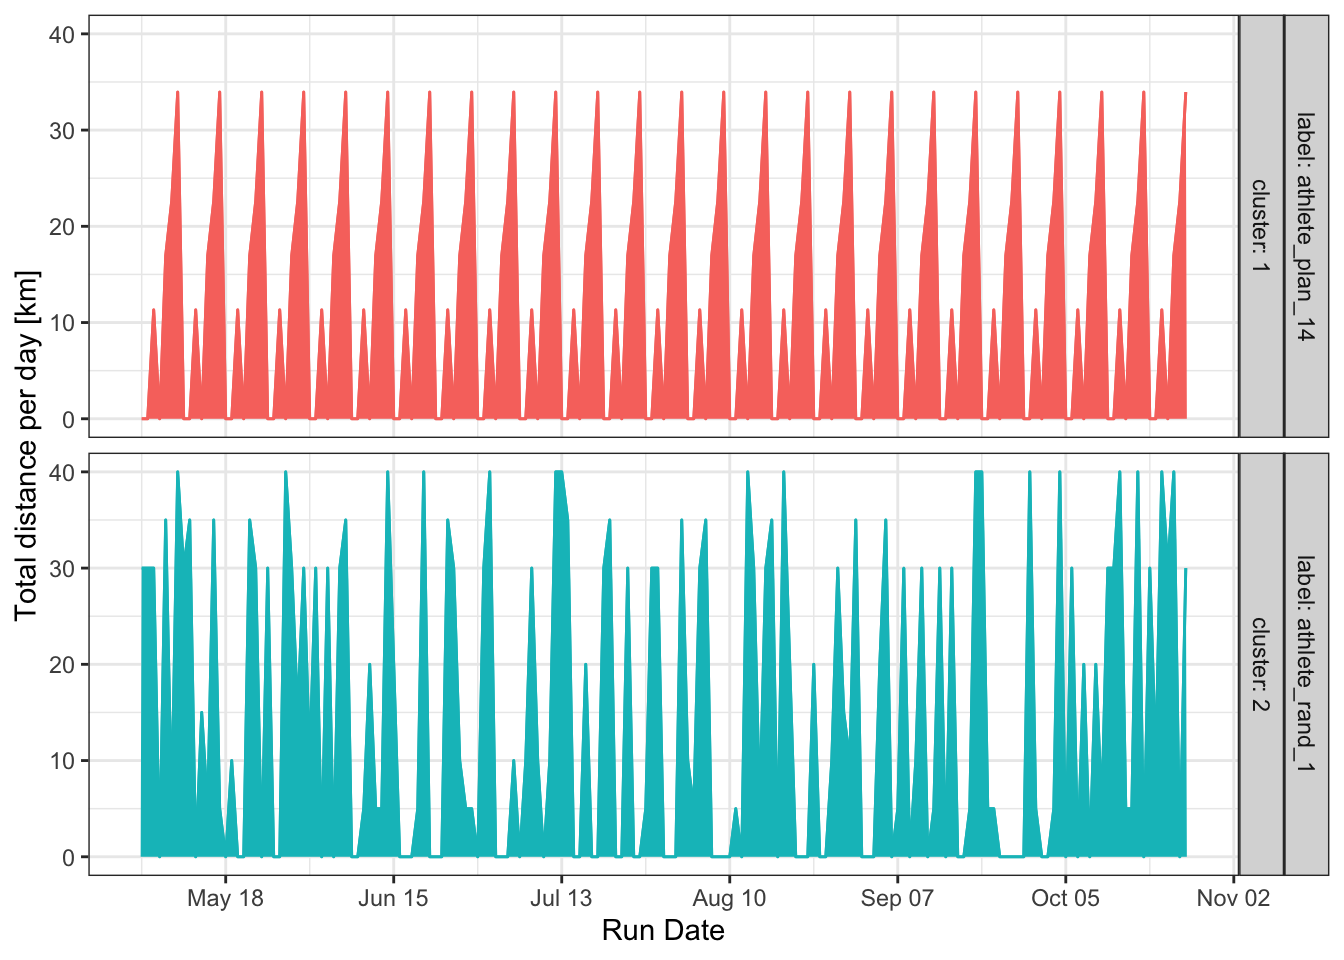 Total distance per day [km]
40
30
20
10
0
cluster: 1
label: athlete_plan_14
40
30
20
10
0
cluster: 2
label: athlete_rand_1
May 18 Jun 15 Jul 13 Aug 10 Sep 07 Oct 05 Nov 02
Run Date